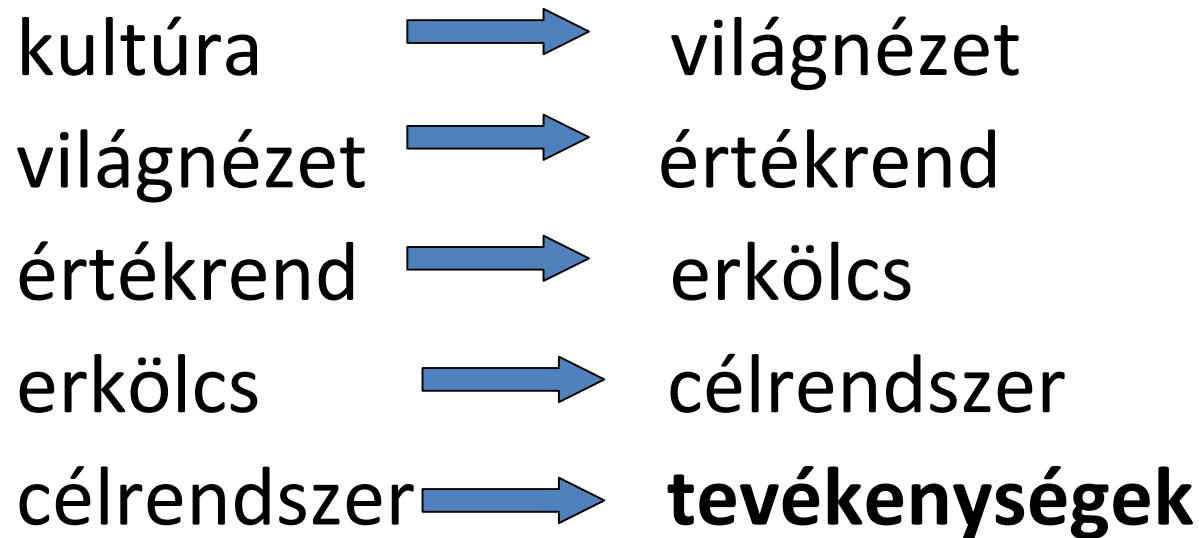 kultúra világnézet
világnézet értékrend
értékrend erkölcs
erkölcs célrendszer
célrendszer tevékenységek